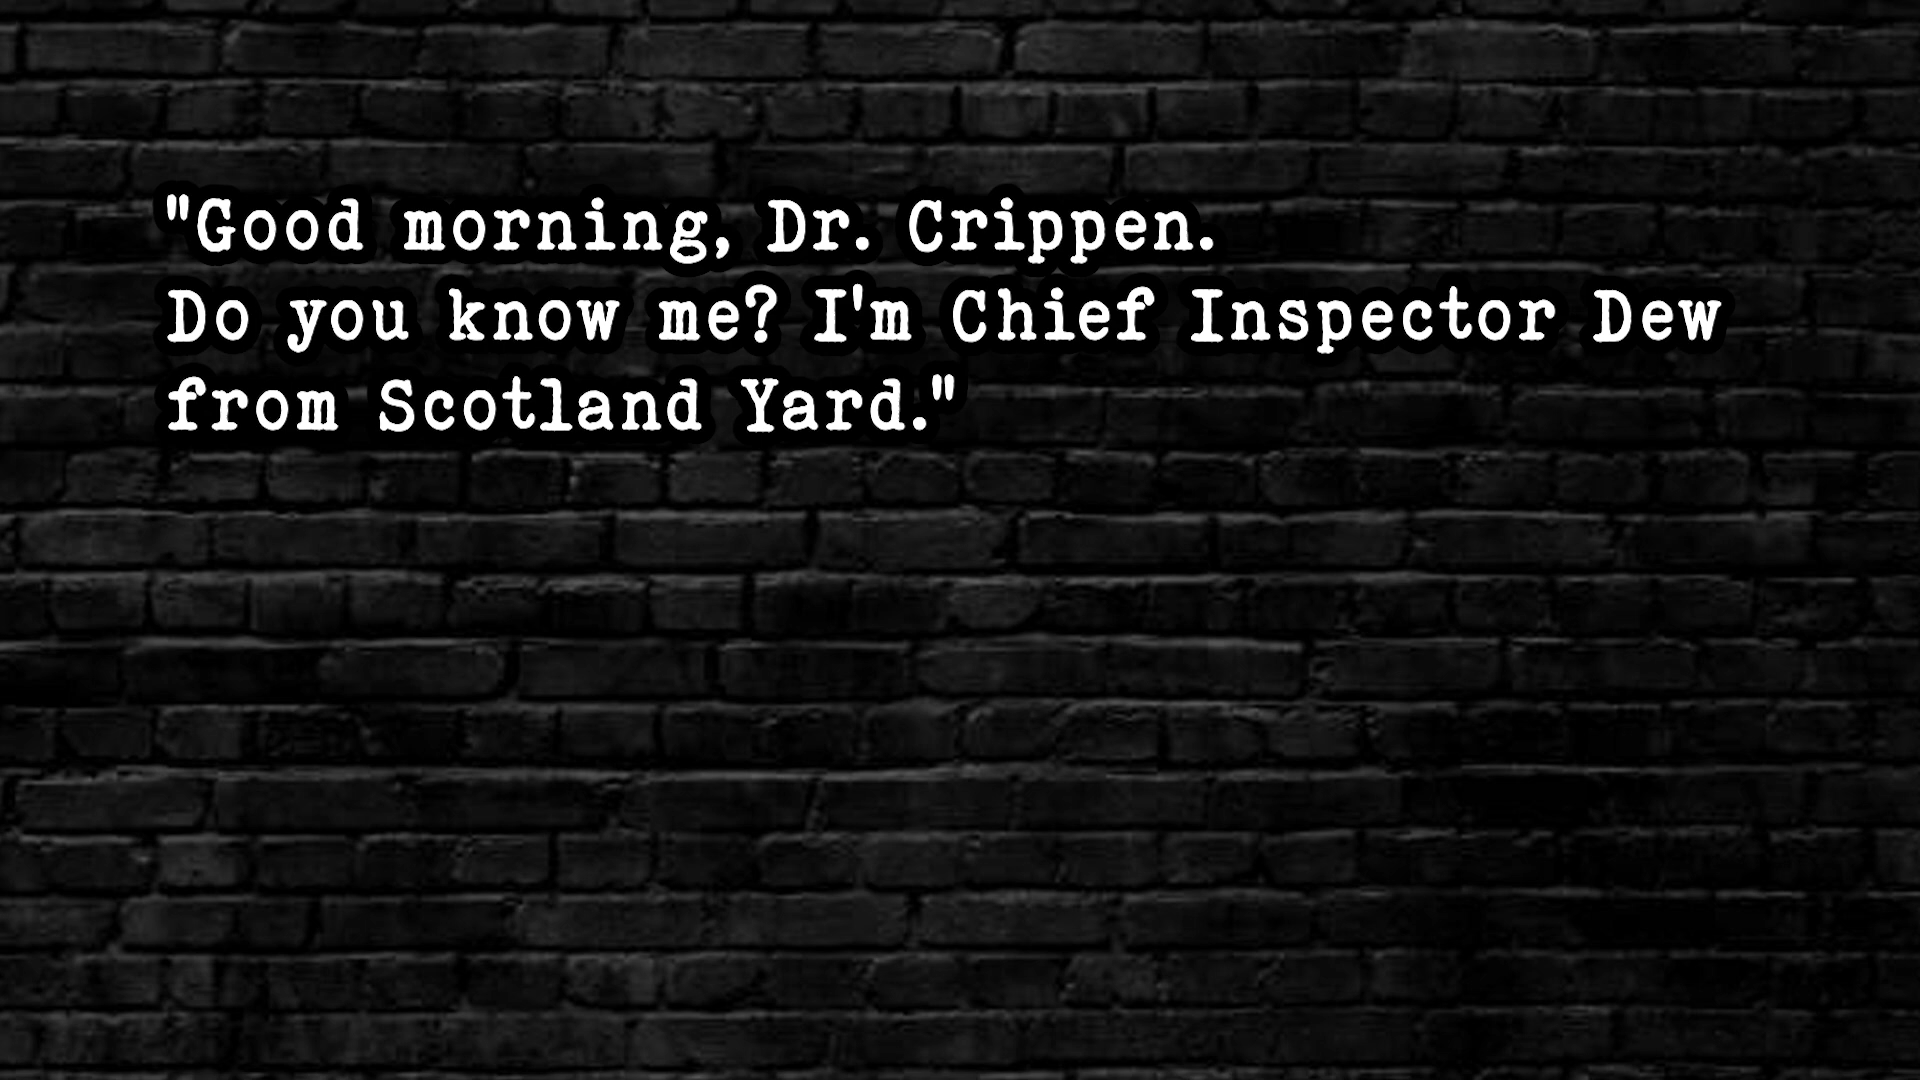 "Good morning, Dr. Crippen.
Do you know me? I'm Chief Inspector Dew
from Scotland Yard."